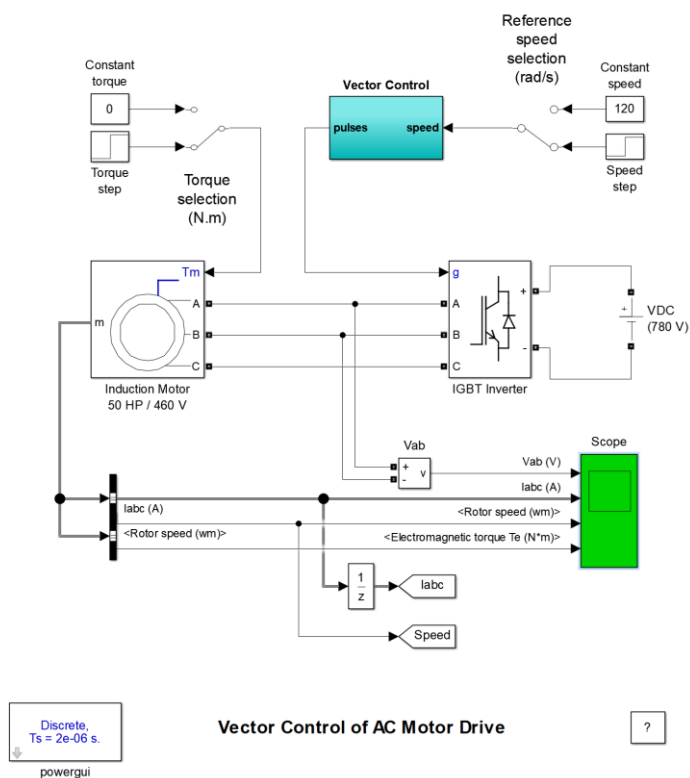 Reference
speed
selection
(rad/s)
Constant
torque
Vector Control
Constant
speed
0
pulses
speed
120
Torque
step
Torque
selection
(N.m)
Speed
step
Tm
g
m
A
B
C
A
B
C
+
-
+
VDC
(780 V)
Induction Motor
50 HP / 460 V
IGBT Inverter
Vab
+
-
v
Scope
Vab (V)
Iabc (A)
<Rotor speed (wm)>
<Electromagnetic torque Te (N*m)>
Iabc (A)
<Rotor speed (wm)>
1
z
Iabc
Speed
Discrete,
Ts = 2e-06 s.
powergui
Vector Control of AC Motor Drive
?